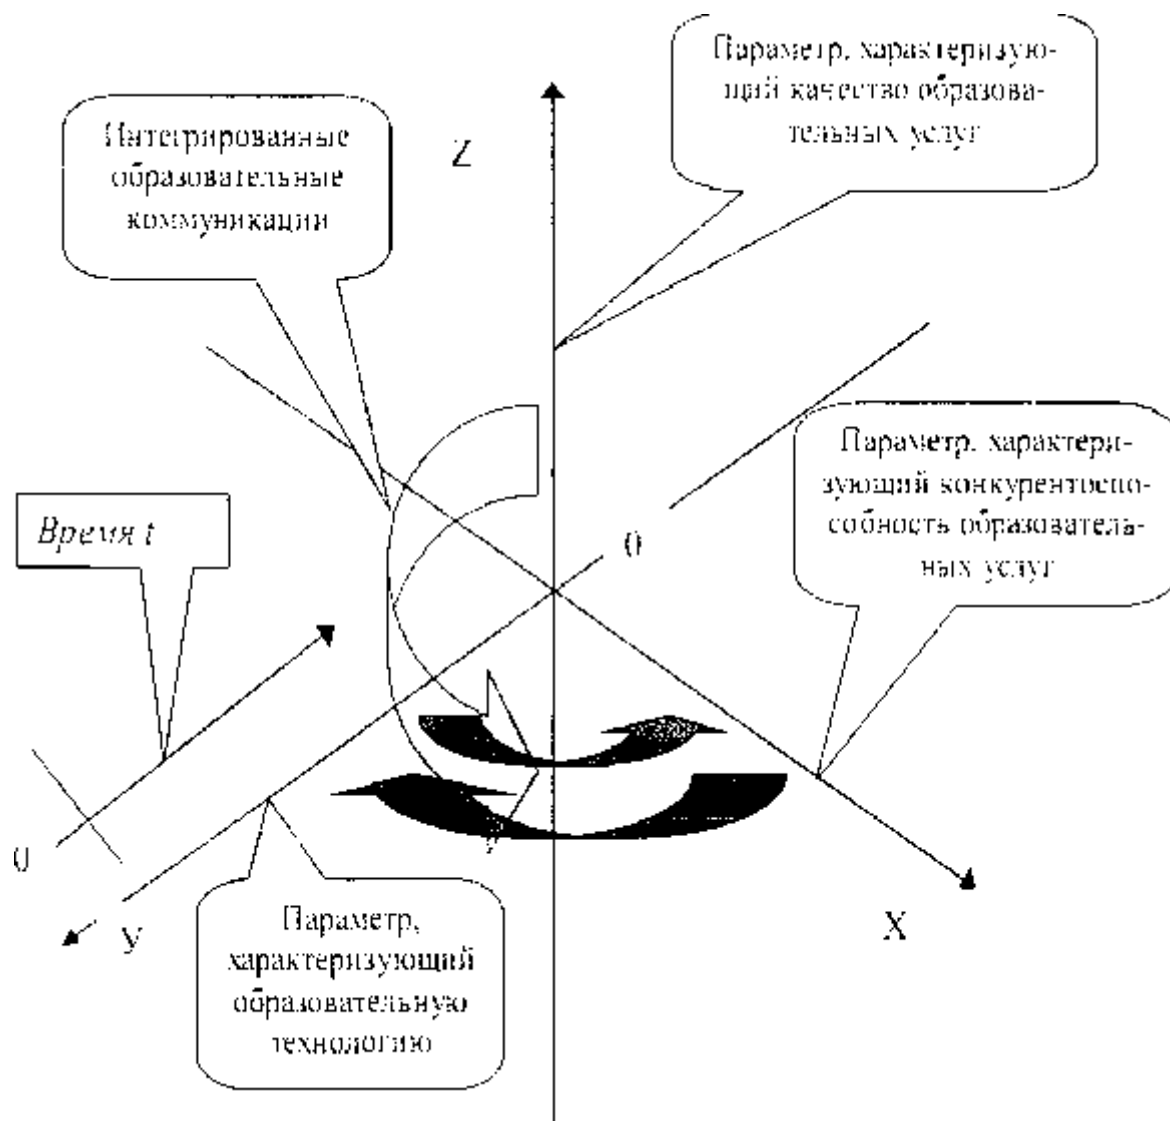 Параметр, характеризую-
щий качество образова-
тельных услуг
Интегрированные
образовательные
коммуникации
Z
Параметр, характери-
зующий конкурентоспо-
собность образователь-
ных услуг
Время t
0
0
У
X
Параметр,
характеризующий
образовательную
технологию